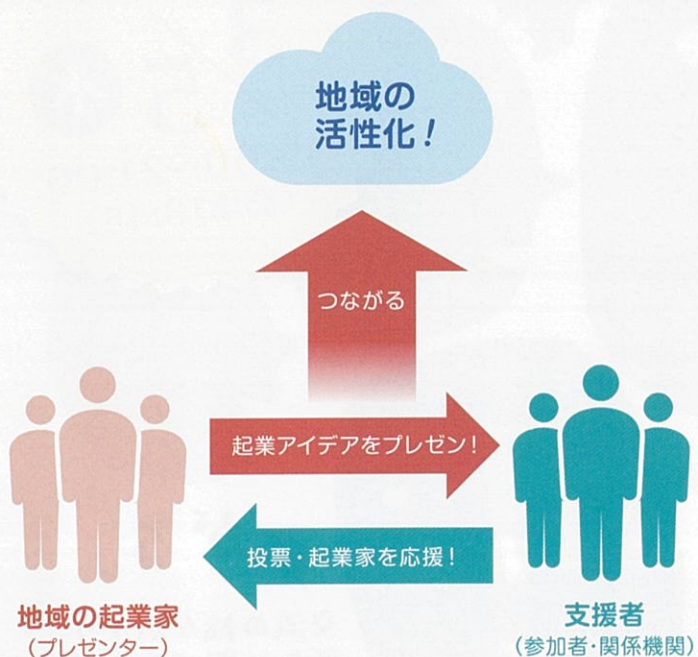 地域の
活性化！
つながる
起業アイデアをプレゼン！
投票・起業家を応援！
地域の起業家
（プレゼンター）
支援者
（参加者・関係機関）